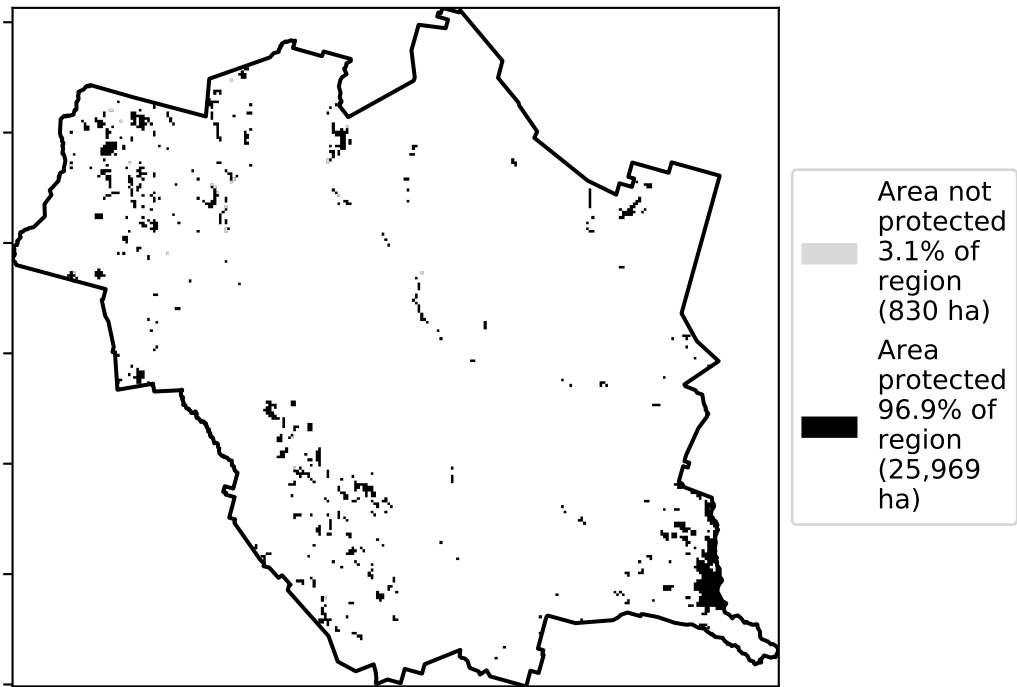 Area not
protected
3.1% of
region
(830 ha)
Area
protected
96.9% of
region
(25,969
ha)